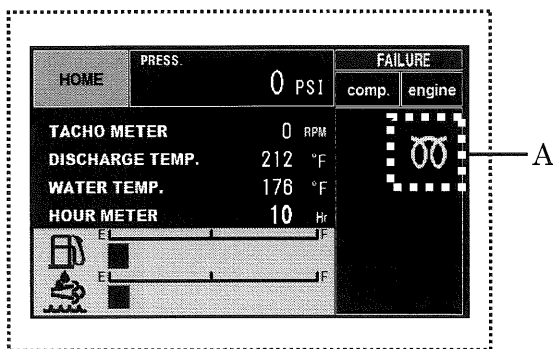 HOME PRESS. 0 PSI FAILURE
comp. engine
TACHO METER 0 RPM
DISCHARGE TEMP. 212 °F
WATER TEMP. 176 °F
HOUR METER 10 Hr
E F
E F
A